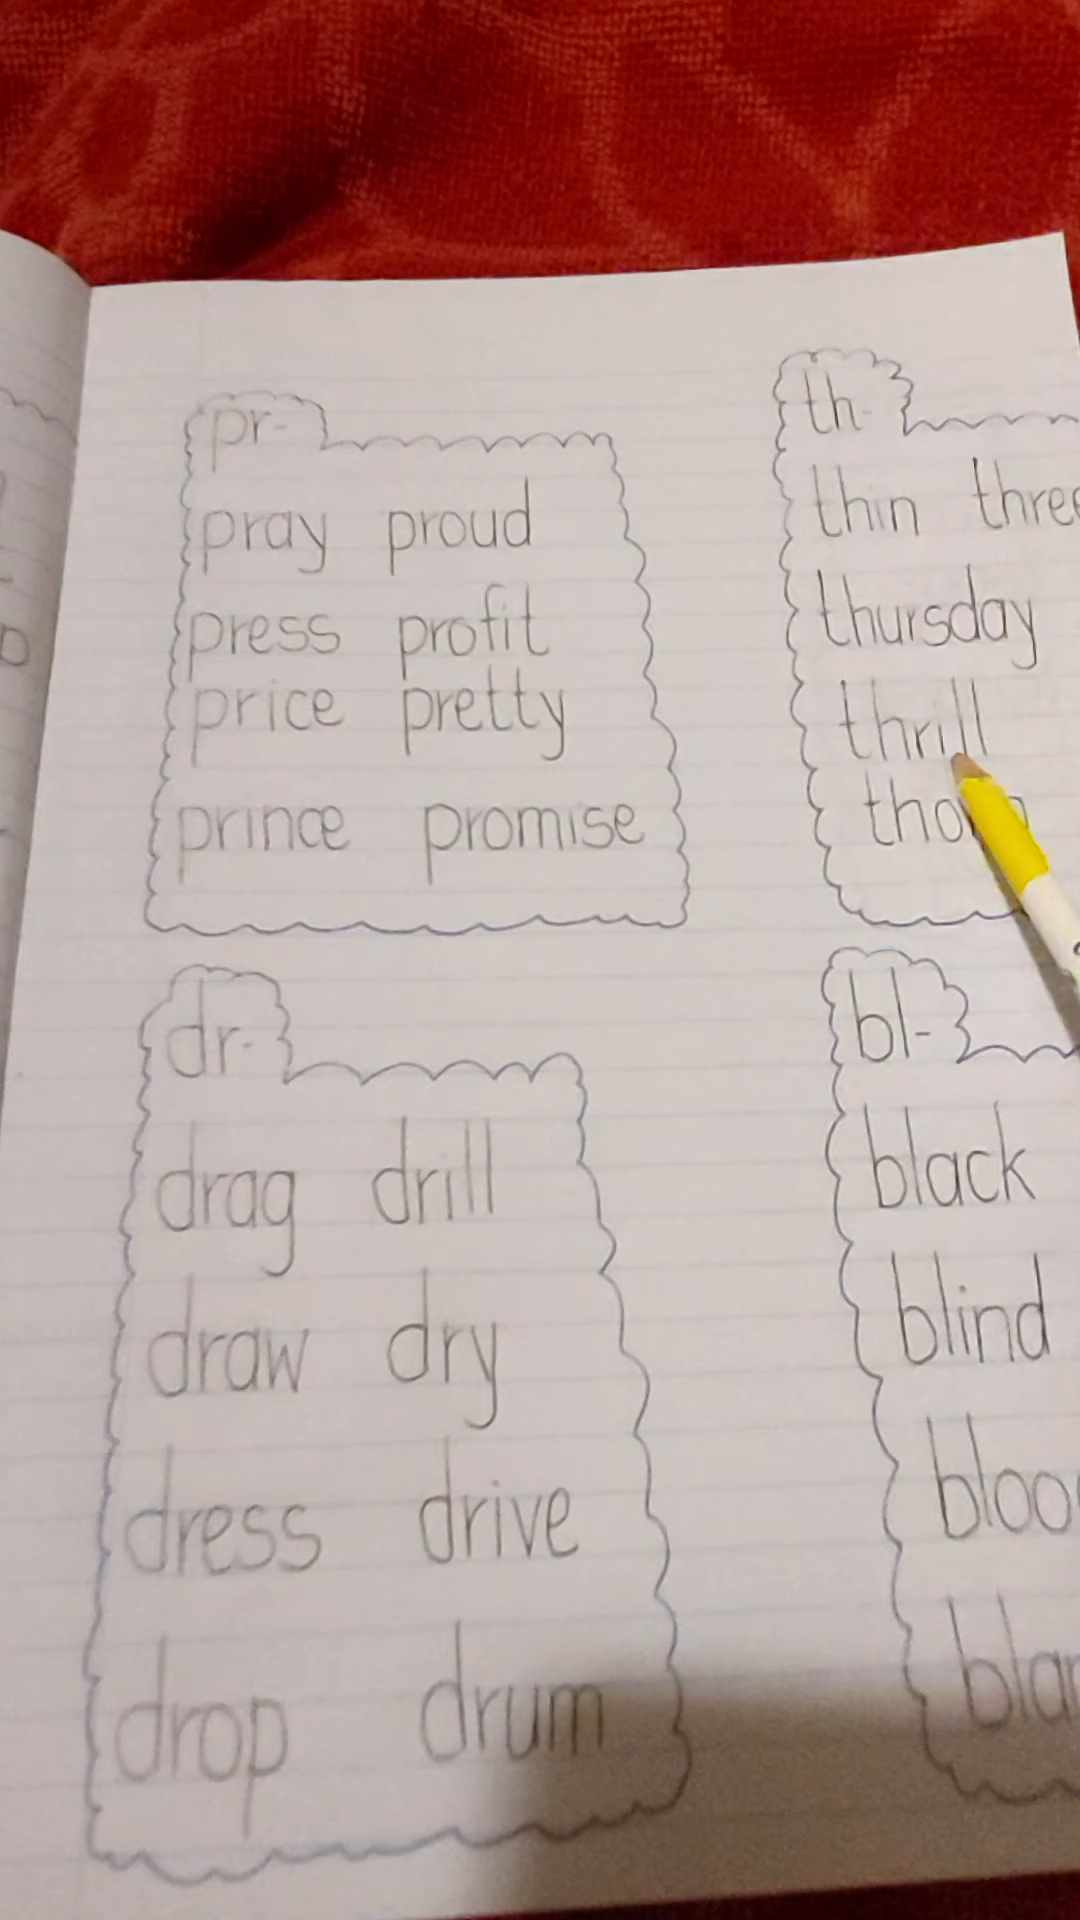 pr-
pray proud
press profit
price pretty
prince promise
th-
thin three
thursday
thrill
dr-
drag drill
draw dry
dress drive
drop drum
bl-
black
blind